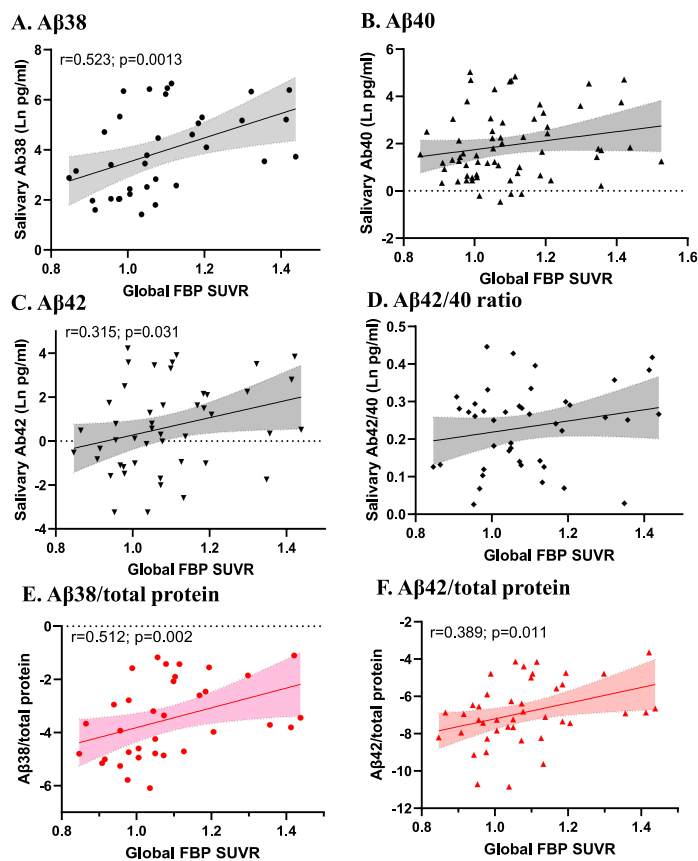 A. Aβ38
r=0.523; p=0.0013
Salivary Ab38 (Ln pg/ml)
8
6
4
2
0
0.8
1.0
1.2
1.4
Global FBP SUVR
B. Aβ40
Salivary Ab40 (Ln pg/ml)
6
4
2
0
-2
0.8
1.0
1.2
1.4
1.6
Global FBP SUVR
C. Aβ42
r=0.315; p=0.031
Salivary Ab42 (Ln pg/ml)
4
2
0
-2
-4
0.8
1.0
1.2
1.4
Global FBP SUVR
D. Aβ42/40 ratio
Salivary Ab42/40 (Ln pg/ml)
0.5
0.4
0.3
0.2
0.1
0.0
0.8
1.0
1.2
1.4
Global FBP SUVR
E. Aβ38/total protein
r=0.512; p=0.002
Aβ38/total protein
0
-2
-4
-6
0.8
1.0
1.2
1.4
Global FBP SUVR
F. Aβ42/total protein
r=0.389; p=0.011
Aβ42/total protein
-2
-4
-6
-8
-10
-12
0.8
1.0
1.2
1.4
Global FBP SUVR